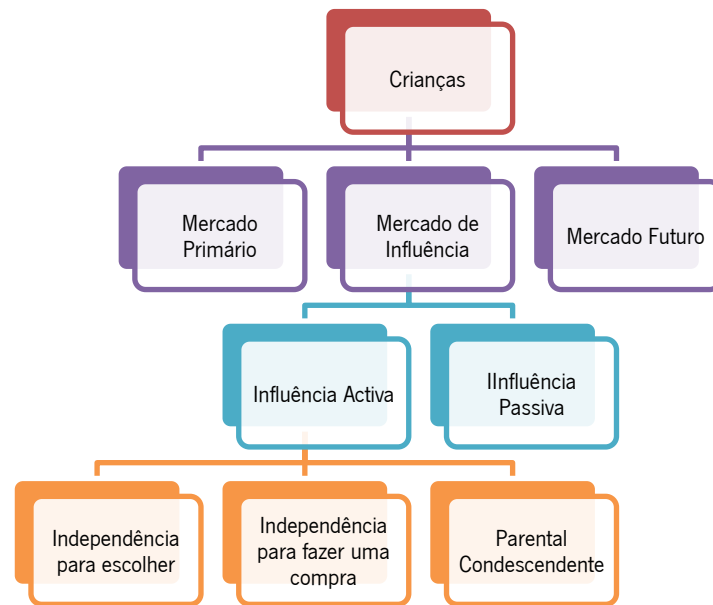 Crianças
Mercado
Primário
Mercado de
Influência
Mercado Futuro
Influência Activa
IInfluência
Passiva
Independência
para escolher
Independência
para fazer uma
compra
Parental
Condescendente